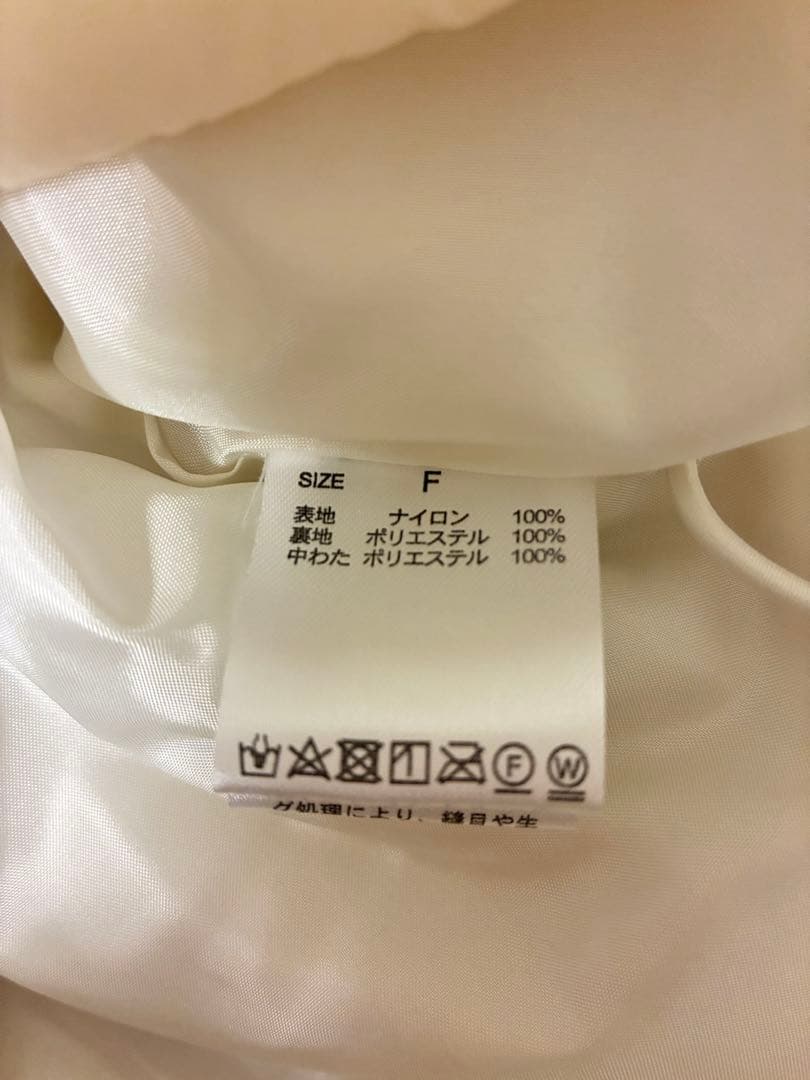 SIZE F
表地 ナイロン 100%
裏地 ポリエステル 100%
中わた ポリエステル 100%
F W
グ処理により、縫目や生